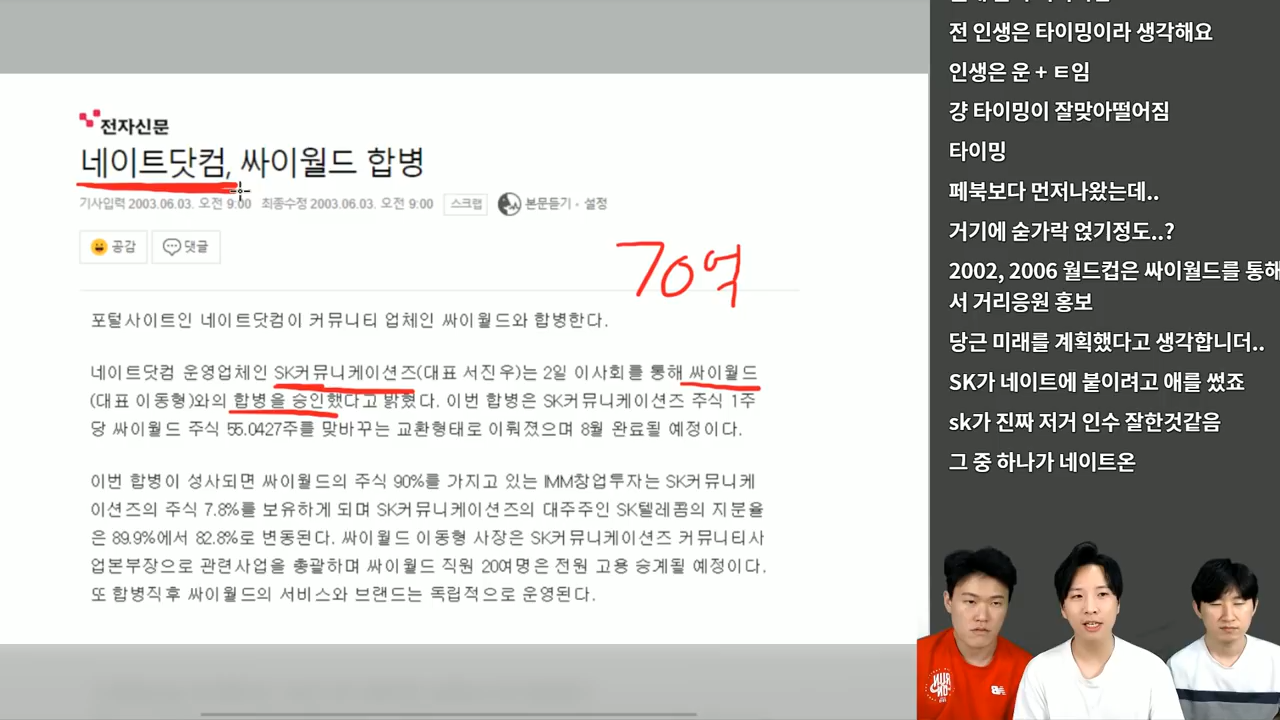 전자신문
네이트닷컴, 싸이월드 합병
기사입력 2003.06.03. 오전 9:00 최종수정 2003.06.03. 오전 9:00 스크랩 본문듣기 · 설정
공감 댓글
70억
포털사이트인 네이트닷컴이 커뮤니티 업체인 싸이월드와 합병한다.
네이트닷컴 운영업체인 SK커뮤니케이션즈(대표 서진우)는 2일 이사회를 통해 싸이월드
(대표 이동형)와의 합병을 승인했다고 밝혔다. 이번 합병은 SK커뮤니케이션즈 주식 1주
당 싸이월드 주식 55.0427주를 맞바꾸는 교환형태로 이뤄졌으며 8월 완료될 예정이다.
이번 합병이 성사되면 싸이월드의 주식 90%를 가지고 있는 IMM창업투자는 SK커뮤니케
이션즈의 주식 7.8%를 보유하게 되며 SK커뮤니케이션즈의 대주주인 SK텔레콤의 지분율
은 89.9%에서 82.8%로 변동된다. 싸이월드 이동형 사장은 SK커뮤니케이션즈 커뮤니티사
업본부장으로 관련사업을 총괄하며 싸이월드 직원 20여명은 전원 고용 승계될 예정이다.
또 합병직후 싸이월드의 서비스와 브랜드는 독립적으로 운영된다.
전 인생은 타이밍이라 생각해요
인생은 운 + ㅌ임
걍 타이밍이 잘맞아떨어짐
타이밍
페북보다 먼저나왔는데..
거기에 숟가락 얹기정도..?
2002, 2006 월드컵은 싸이월드를 통해
서 거리응원 홍보
당근 미래를 계획했다고 생각합니더..
SK가 네이트에 붙이려고 애를 썼죠
sk가 진짜 저거 인수 잘한것같음
그 중 하나가 네이트온